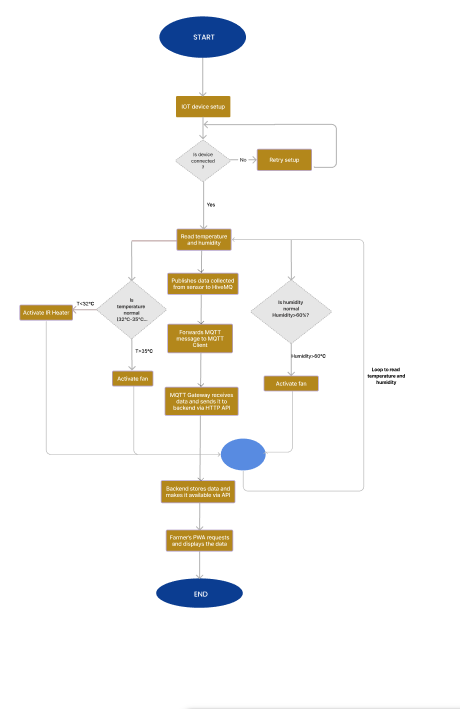 START
IOT device setup
Is device
connected
?
No
Retry setup
Yes
Read temperature
and humidity
Publishes data collected
from sensor to HiveMQ
Is
temperature
normal
(32°C-35°C...
T<32°C
Activate IR Heater
Is humidity
normal
Humidity>60%?
Forwards MQTT
message to MQTT
Client
T>35°C
Humidity>60°C
Activate fan
Activate fan
Loop to read
tamperature and
humidity
MQTT Gateway receives
data and sends it to
backend via HTTP API
Backend stores data and
makes it available via API
Farmer's PWA requests
and displays the data
END